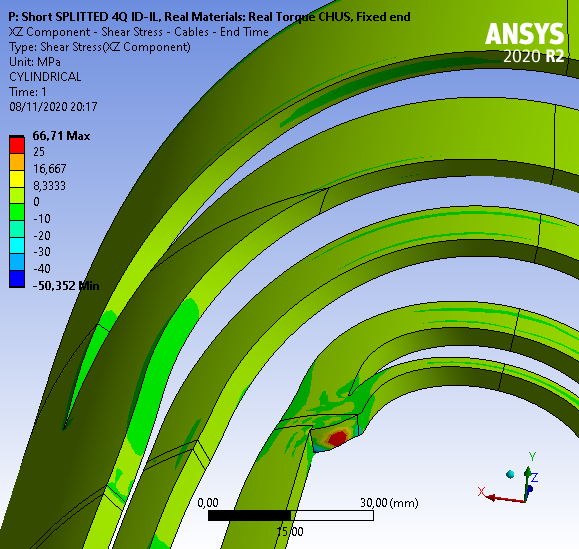 P: Short SPLITTED 4Q ID-IL, Real Materials: Real Torque CHUS, Fixed end
XZ Component - Shear Stress - Cables - End Time
Type: Shear Stress(XZ Component)
Unit: MPa
CYLINDRICAL
Time: 1
08/11/2020 20:17
ANSYS
2020 R2
66,71 Max
25
16,667
8,3333
0
-10
-20
-30
-40
-50,352 Min
0,00
30,00 (mm)
15,00
Y
Z
X